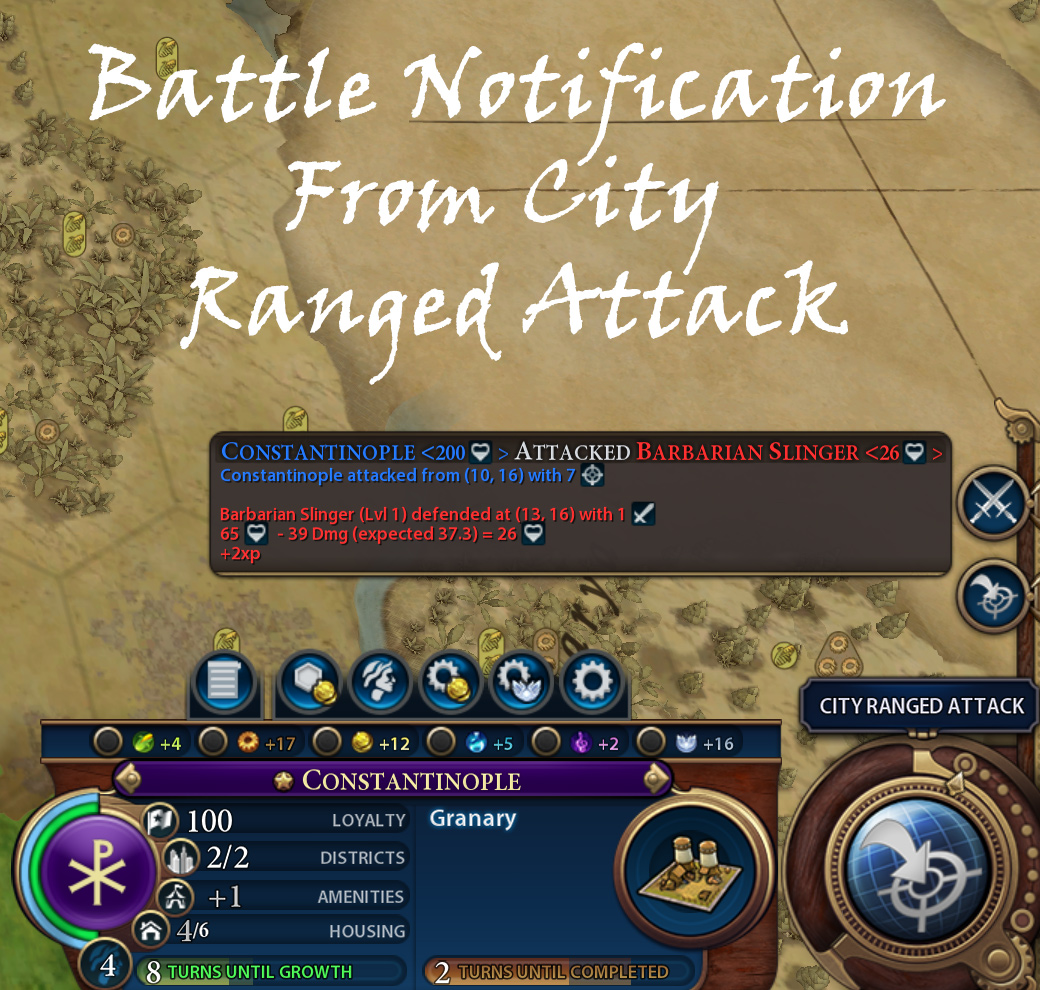 Battle Notification
From City
Ranged Attack
CONSTANTINOPLE <200 > ATTACKED BARBARIAN SLINGER <26 >
Constantinople attacked from (10, 16) with 7
Barbarian Slinger (Lvl 1) defended at (13, 16) with 1
65 - 39 Dmg (expected 37.3) = 26
+2xp
CITY RANGED ATTACK
+4 +17 +12 +5 +2 +16
CONSTANTINOPLE
100 LOYALTY
Granary
2/2 DISTRICTS
+1 AMENITIES
4/6 HOUSING
4
8 TURNS UNTIL GROWTH
2 TURNS UNTIL COMPLETED